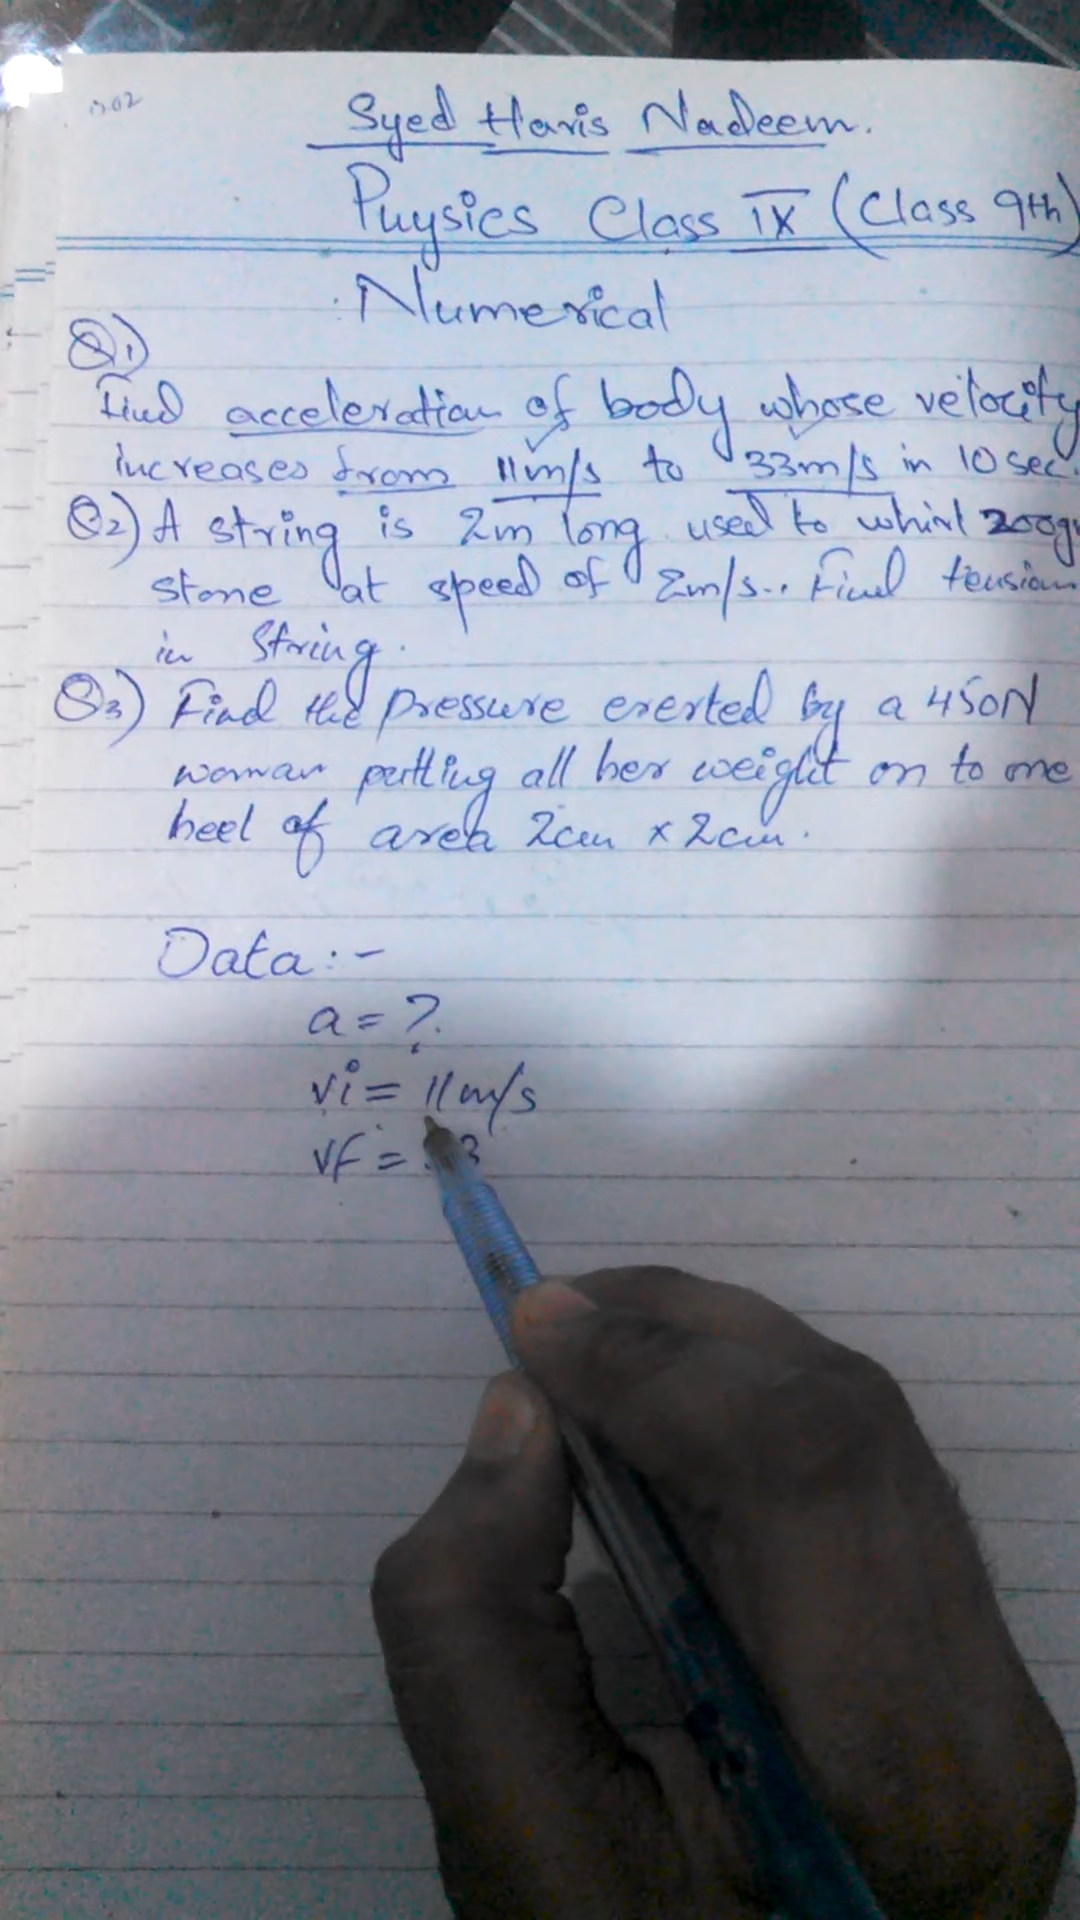 Syed Haris Nadeem.
Physics Class IX (Class 9th)
Numerical
Q1)
Find acceleration of body whose velocity
increases from 11m/s to 33m/s in 10 sec.
Q2) A string is 2m long used to whirl 200g
stone at speed of 2m/s.. Find tension
in String.
Q3) Find the pressure exerted by a 450N
woman putting all her weight on to one
heel of area 2cm x 2cm.
Data :-
a = ?
vi = 11m/s
vf = 33